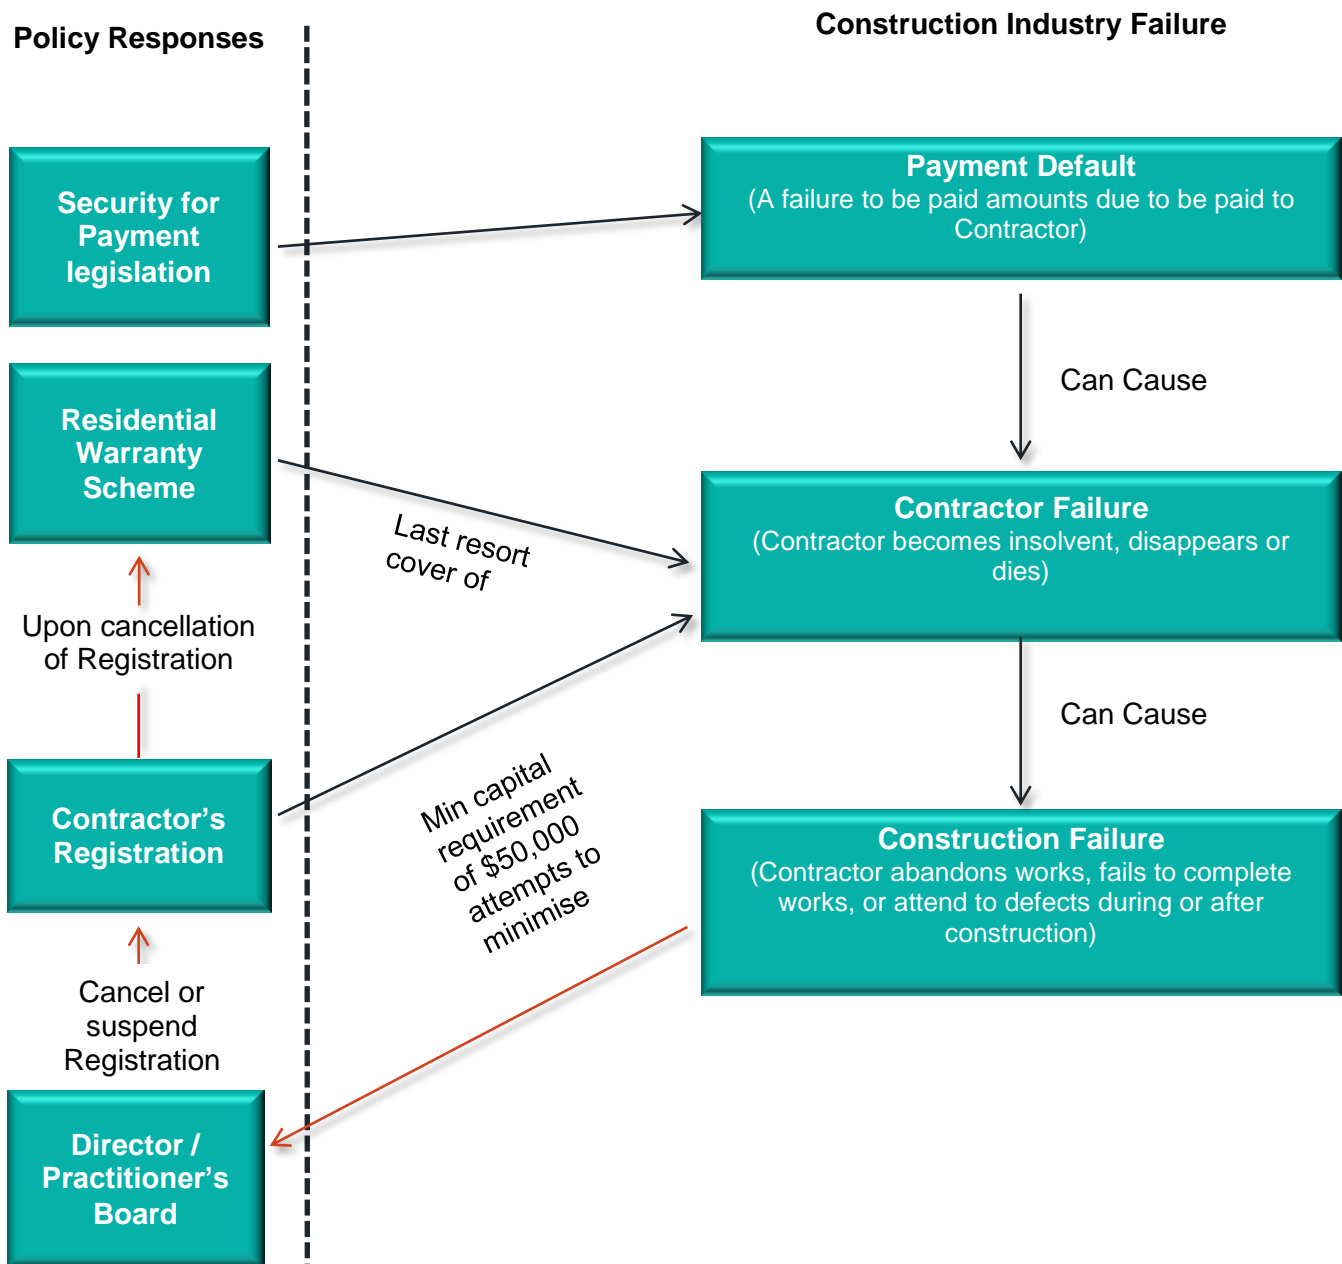 Policy Responses
Construction Industry Failure
Security for
Payment
legislation
Payment Default
(A failure to be paid amounts due to be paid to
Contractor)
Can Cause
Residential
Warranty
Scheme
Last resort
cover of
Contractor Failure
(Contractor becomes insolvent, disappears or
dies)
Upon cancellation
of Registration
Can Cause
Contractor’s
Registration
Min capital
requirement
of $50,000
attempts to
minimise
Construction Failure
(Contractor abandons works, fails to complete
works, or attend to defects during or after
construction)
Cancel or
suspend
Registration
Director /
Practitioner’s
Board